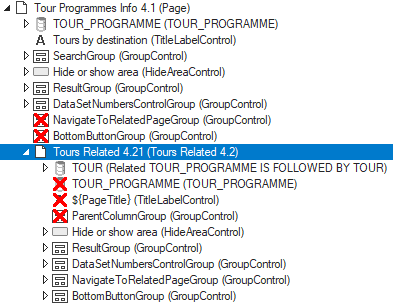 Tour Programmes Info 4.1 (Page)
TOUR_PROGRAMME (TOUR_PROGRAMME)
A Tours by destination (TitleLabelControl)
SearchGroup (GroupControl)
Hide or show area (HideAreaControl)
ResultGroup (GroupControl)
DataSetNumbersControlGroup (GroupControl)
NavigateToRelatedPageGroup (GroupControl)
BottomButtonGroup (GroupControl)
Tours Related 4.21 (Tours Related 4.2)
TOUR (Related TOUR_PROGRAMME IS FOLLOWED BY TOUR)
TOUR_PROGRAMME (TOUR_PROGRAMME)
${PageTitle} (TitleLabelControl)
ParentColumnGroup (GroupControl)
Hide or show area (HideAreaControl)
ResultGroup (GroupControl)
DataSetNumbersControlGroup (GroupControl)
NavigateToRelatedPageGroup (GroupControl)
BottomButtonGroup (GroupControl)